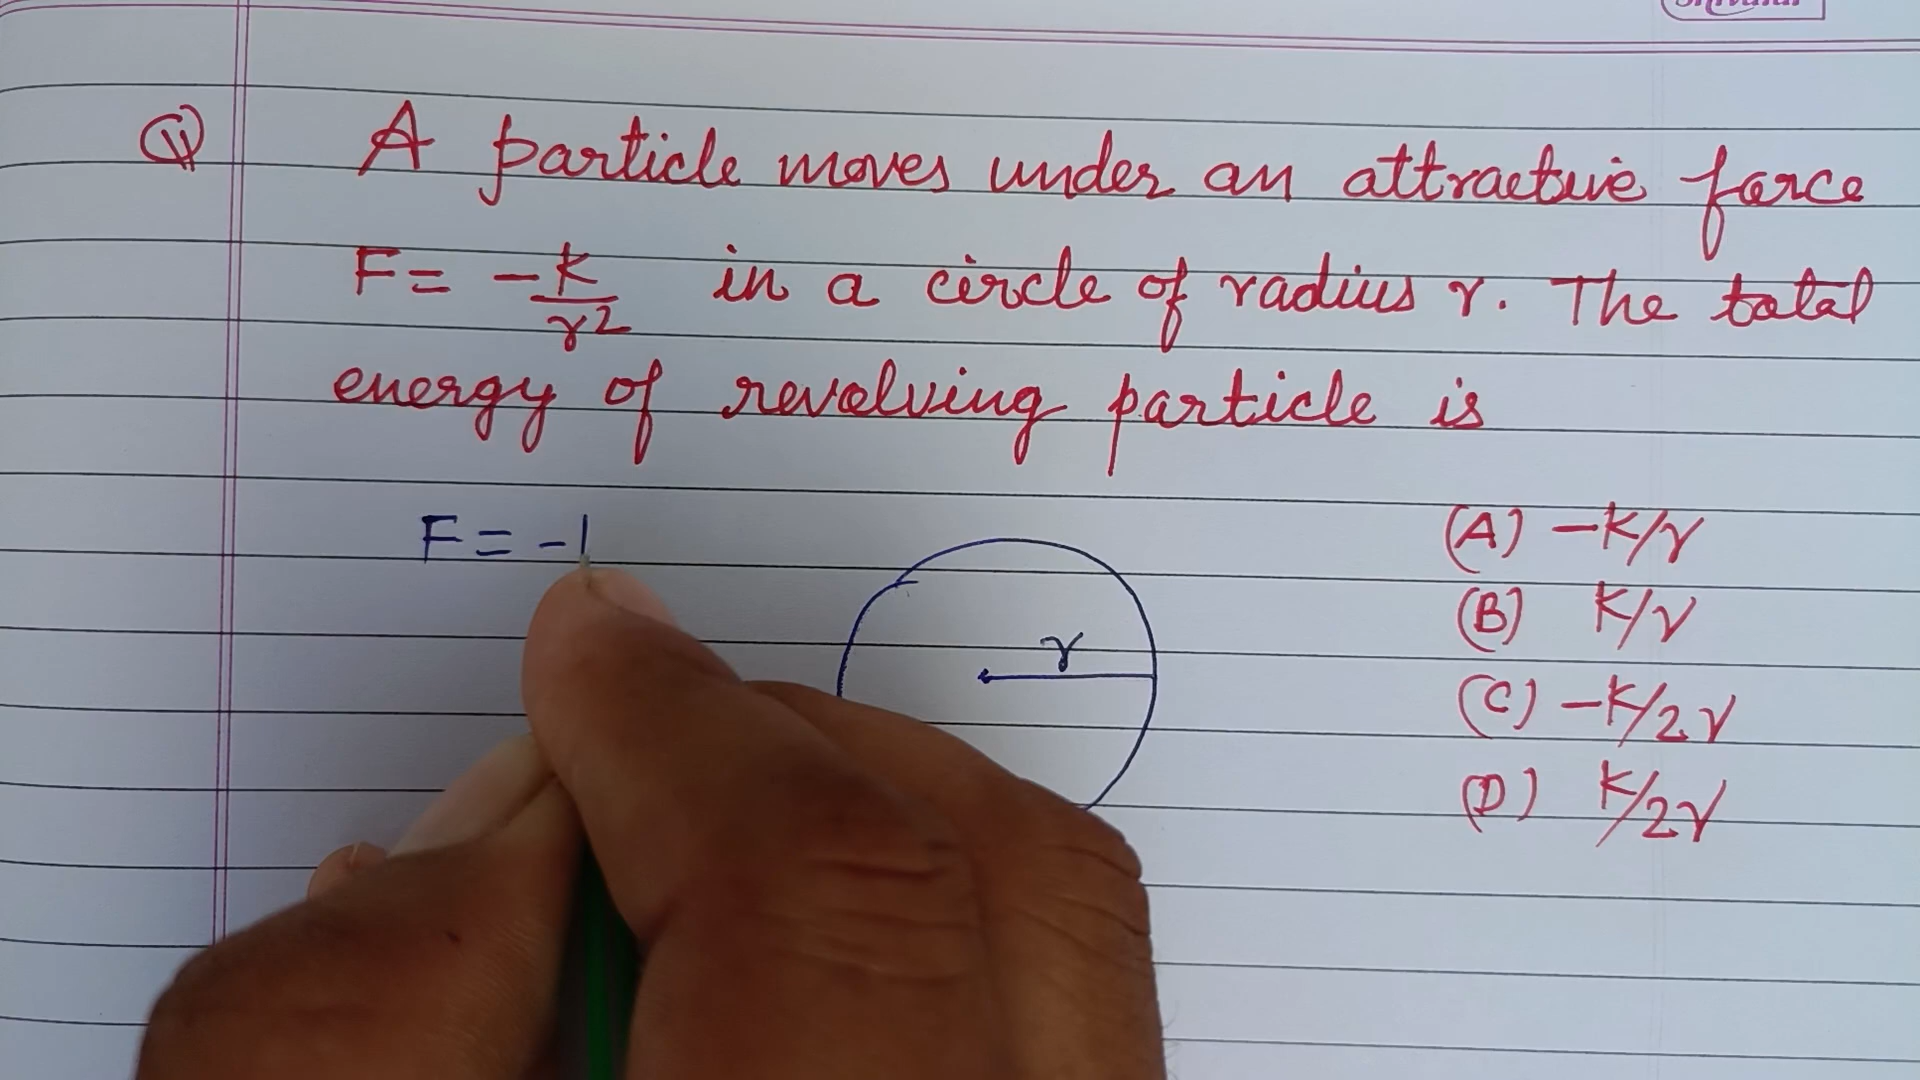 Q A particle moves under an attractive force
F = -K/r2 in a circle of radius r. The total
energy of revolving particle is
F = -
r
(A) -K/r
(B) K/r
(C) -K/2r
(D) K/2r